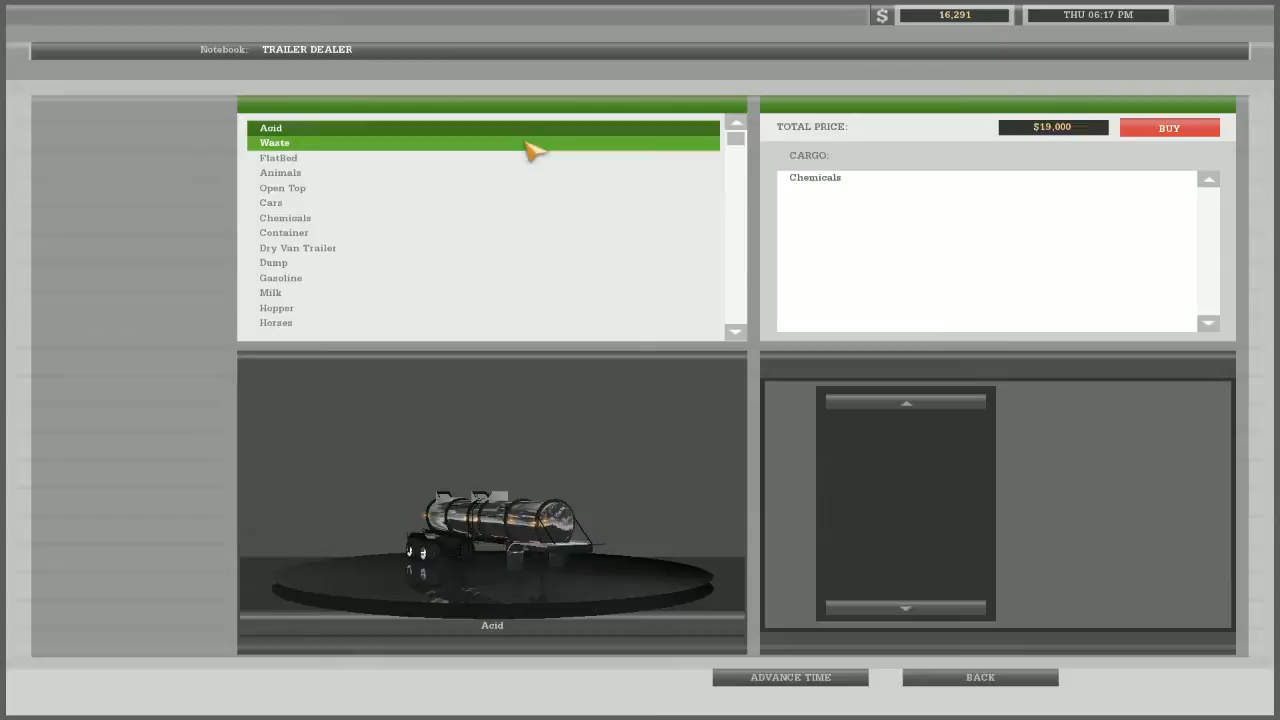 $ 16,291 THU 06:17 PM
Notebook: TRAILER DEALER
Acid
Waste
FlatBed
Animals
Open Top
Cars
Chemicals
Container
Dry Van Trailer
Dump
Gasoline
Milk
Hopper
Horses
TOTAL PRICE: $19,000 BUY
CARGO:
Chemicals
Acid
ADVANCE TIME BACK